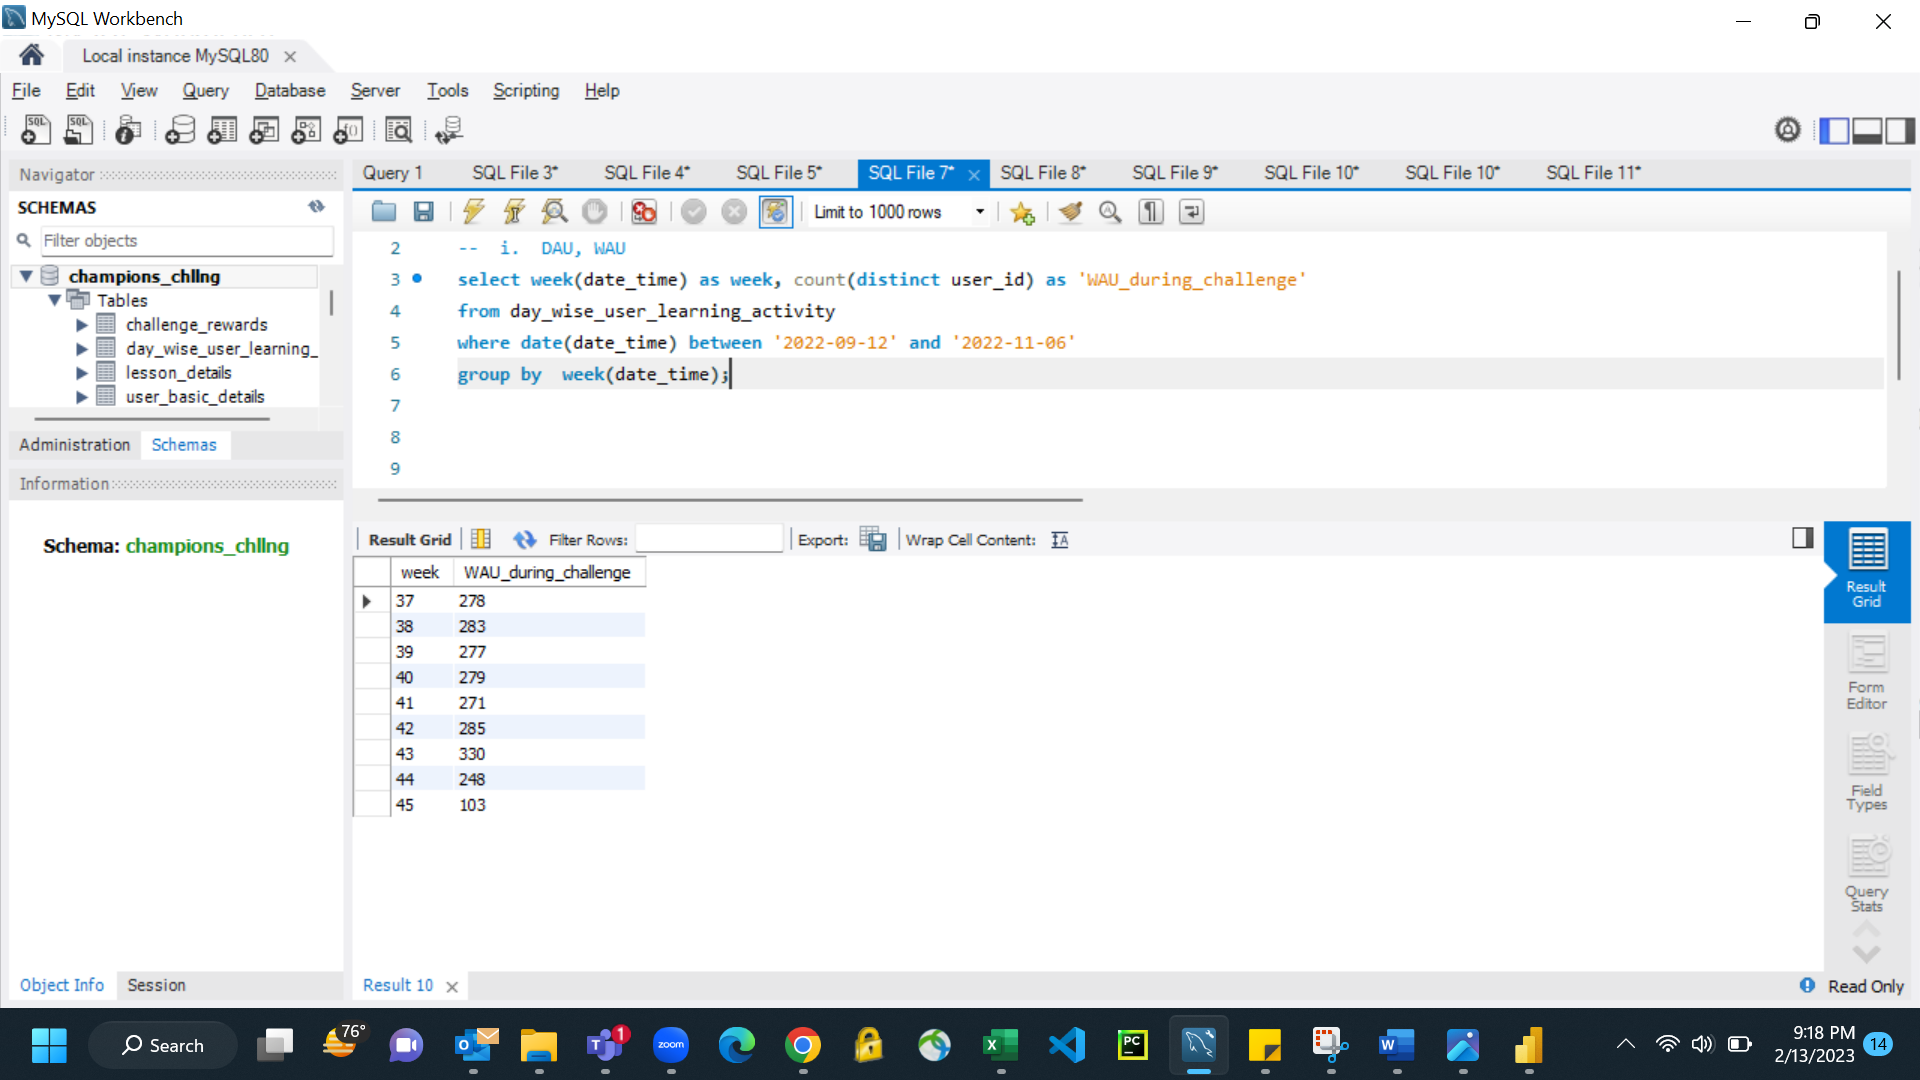 MySQL Workbench
Local instance MySQL80
File Edit View Query Database Server Tools Scripting Help
Navigator
Query 1 SQL File 3* SQL File 4* SQL File 5* SQL File 7* SQL File 8* SQL File 9* SQL File 10* SQL File 10* SQL File 11*
SCHEMAS
Limit to 1000 rows
Filter objects
champions_chllng
Tables
challenge_rewards
day_wise_user_learning_
lesson_details
user_basic_details
2 -- i. DAU, WAU
3 select week(date_time) as week, count(distinct user_id) as 'WAU_during_challenge'
4 from day_wise_user_learning_activity
5 where date(date_time) between '2022-09-12' and '2022-11-06'
6 group by  week(date_time);
7
8
9
Administration Schemas
Information
Schema: champions_chllng
Result Grid Filter Rows: Export: Wrap Cell Content:
week WAU_during_challenge
37 278
38 283
39 277
40 279
41 271
42 285
43 330
44 248
45 103
Result
Grid
Form
Editor
Field
Types
Query
Stats
Object Info Session
Result 10
Read Only
Search
76°
1
zoom
PC
9:18 PM
2/13/2023
14